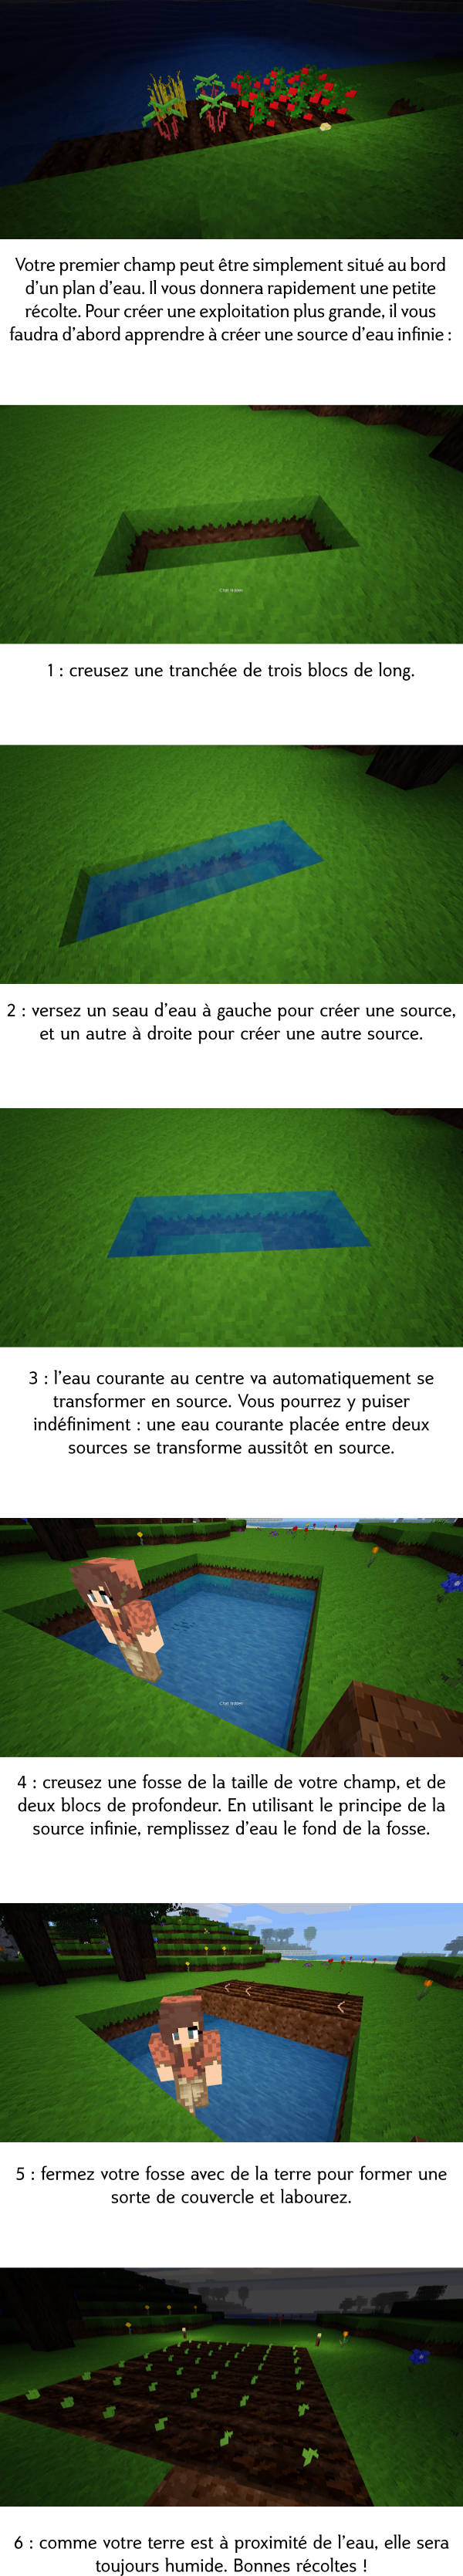 Votre premier champ peut être simplement situé au bord
d'un plan d'eau. Il vous donnera rapidement une petite
récolte. Pour créer une exploitation plus grande, il vous
faudra d'abord apprendre à créer une source d'eau infinie :
1 : creusez une tranchée de trois blocs de long.
2 : versez un seau d'eau à gauche pour créer une source,
et un autre à droite pour créer une autre source.
3 : l'eau courante au centre va automatiquement se
transformer en source. Vous pourrez y puiser
indéfiniment : une eau courante placée entre deux
sources se transforme aussitôt en source.
4 : creusez une fosse de la taille de votre champ, et de
deux blocs de profondeur. En utilisant le principe de la
source infinie, remplissez d'eau le fond de la fosse.
5 : fermez votre fosse avec de la terre pour former une
sorte de couvercle et labourez.
6 : comme votre terre est à proximité de l'eau, elle sera
toujours humide. Bonnes récoltes !